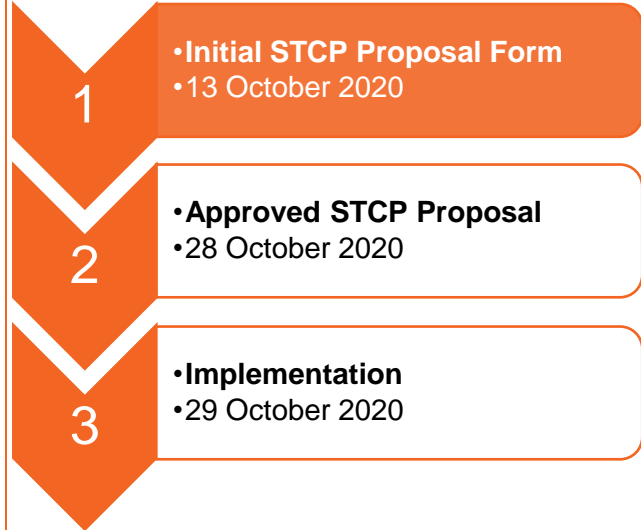 1
•Initial STCP Proposal Form
•13 October 2020
2
•Approved STCP Proposal
•28 October 2020
3
•Implementation
•29 October 2020